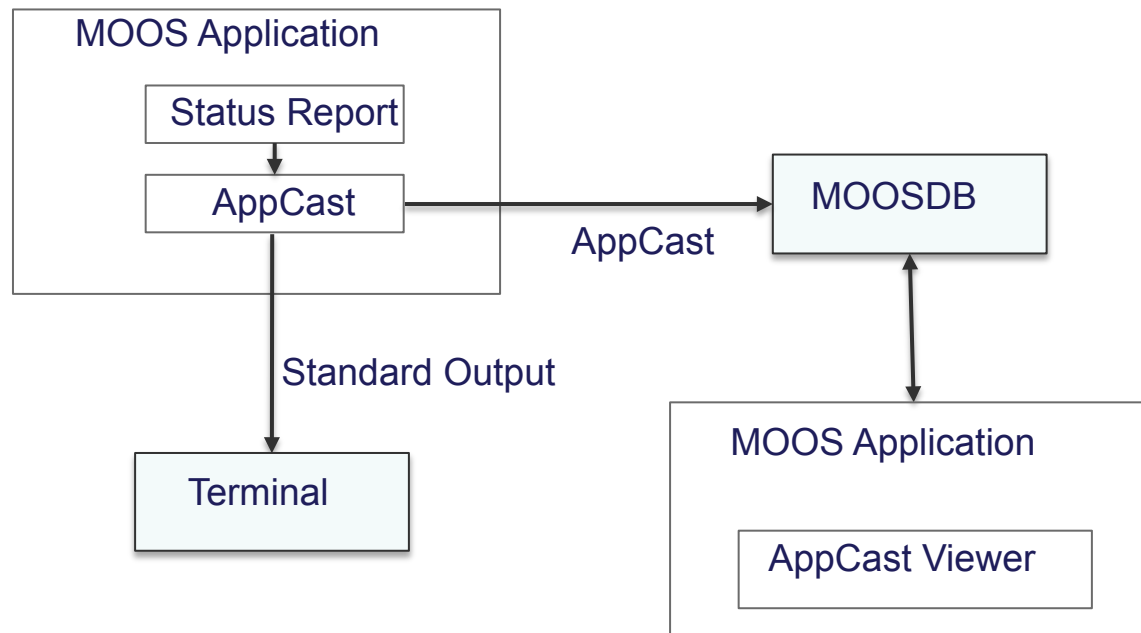 MOOS Application
Status Report
AppCast
MOOSDB
AppCast
Standard Output
MOOS Application
Terminal
AppCast Viewer